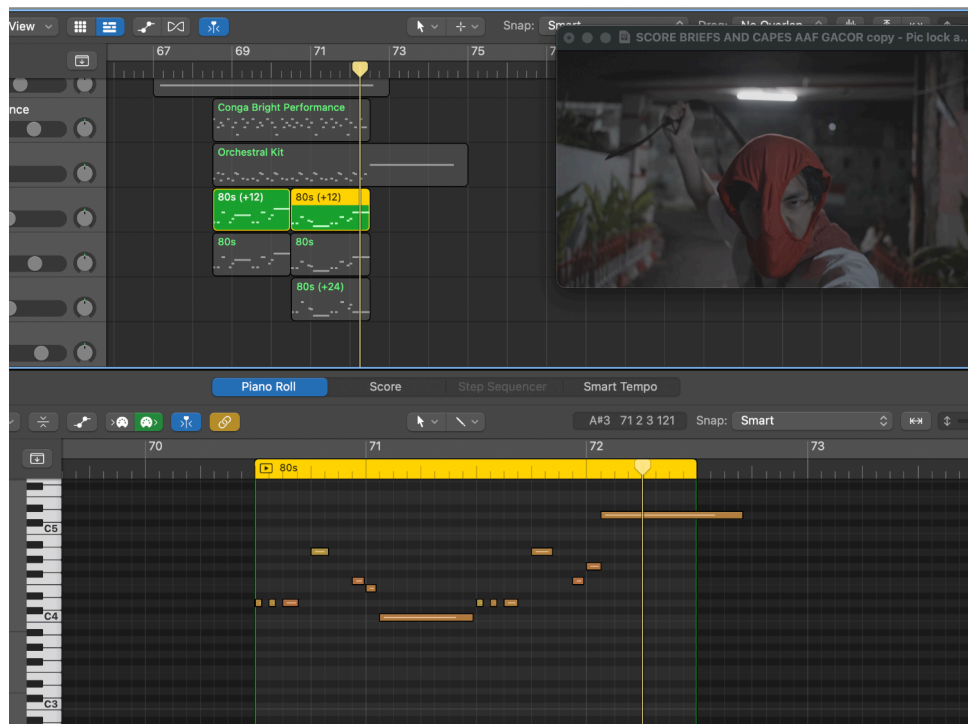 View
Snap: Smart
Drag: No Overlap
SCORE BRIEFS AND CAPES AAF GACOR copy - Pic lock a...
67 69 71 73 75
nce
Conga Bright Performance
Orchestral Kit
80s (+12) 80s (+12)
80s 80s
80s (+24)
Piano Roll Score Step Sequencer Smart Tempo
A#3 71 2 3 121 Snap: Smart
70 71 72 73
80s
C5
C4
C3